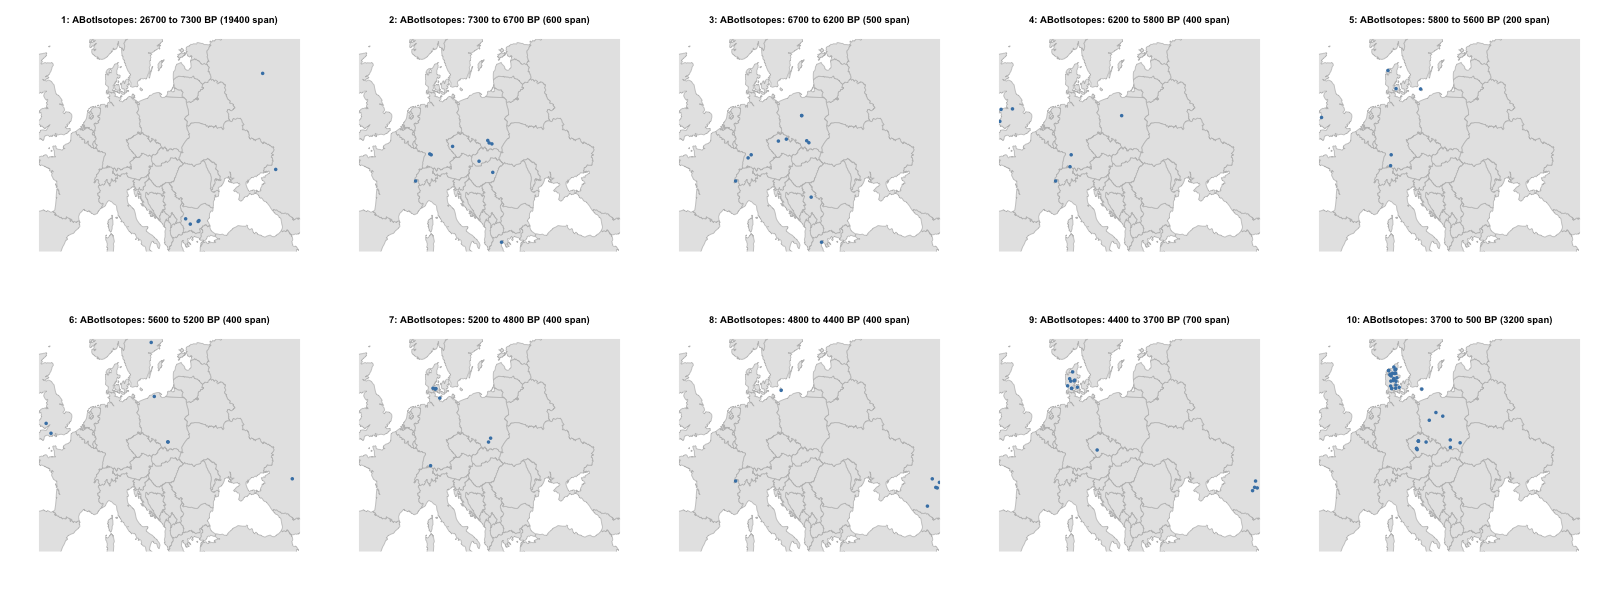 1: ABotIsotopes: 26700 to 7300 BP (19400 span)
2: ABotIsotopes: 7300 to 6700 BP (600 span)
3: ABotIsotopes: 6700 to 6200 BP (500 span)
4: ABotIsotopes: 6200 to 5800 BP (400 span)
5: ABotIsotopes: 5800 to 5600 BP (200 span)
6: ABotIsotopes: 5600 to 5200 BP (400 span)
7: ABotIsotopes: 5200 to 4800 BP (400 span)
8: ABotIsotopes: 4800 to 4400 BP (400 span)
9: ABotIsotopes: 4400 to 3700 BP (700 span)
10: ABotIsotopes: 3700 to 500 BP (3200 span)